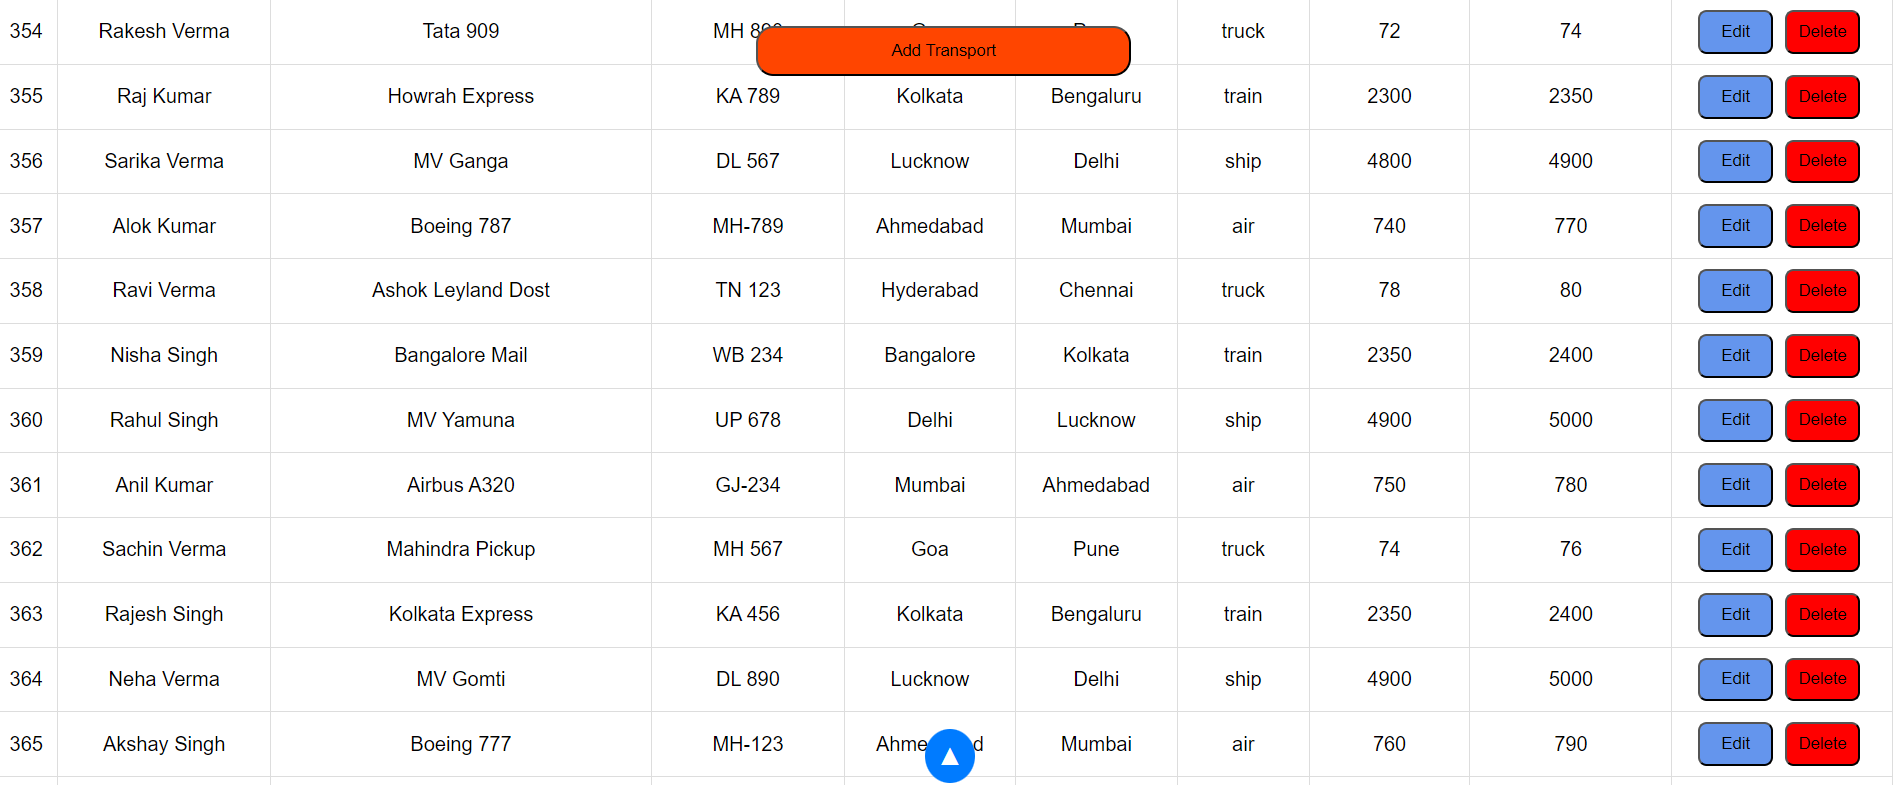 354 Rakesh Verma Tata 909 MH truck 72 74 Edit Delete
Add Transport
355 Raj Kumar Howrah Express KA 789 Kolkata Bengaluru train 2300 2350 Edit Delete
356 Sarika Verma MV Ganga DL 567 Lucknow Delhi ship 4800 4900 Edit Delete
357 Alok Kumar Boeing 787 MH-789 Ahmedabad Mumbai air 740 770 Edit Delete
358 Ravi Verma Ashok Leyland Dost TN 123 Hyderabad Chennai truck 78 80 Edit Delete
359 Nisha Singh Bangalore Mail WB 234 Bangalore Kolkata train 2350 2400 Edit Delete
360 Rahul Singh MV Yamuna UP 678 Delhi Lucknow ship 4900 5000 Edit Delete
361 Anil Kumar Airbus A320 GJ-234 Mumbai Ahmedabad air 750 780 Edit Delete
362 Sachin Verma Mahindra Pickup MH 567 Goa Pune truck 74 76 Edit Delete
363 Rajesh Singh Kolkata Express KA 456 Kolkata Bengaluru train 2350 2400 Edit Delete
364 Neha Verma MV Gomti DL 890 Lucknow Delhi ship 4900 5000 Edit Delete
365 Akshay Singh Boeing 777 MH-123 Mumbai air 760 790 Edit Delete